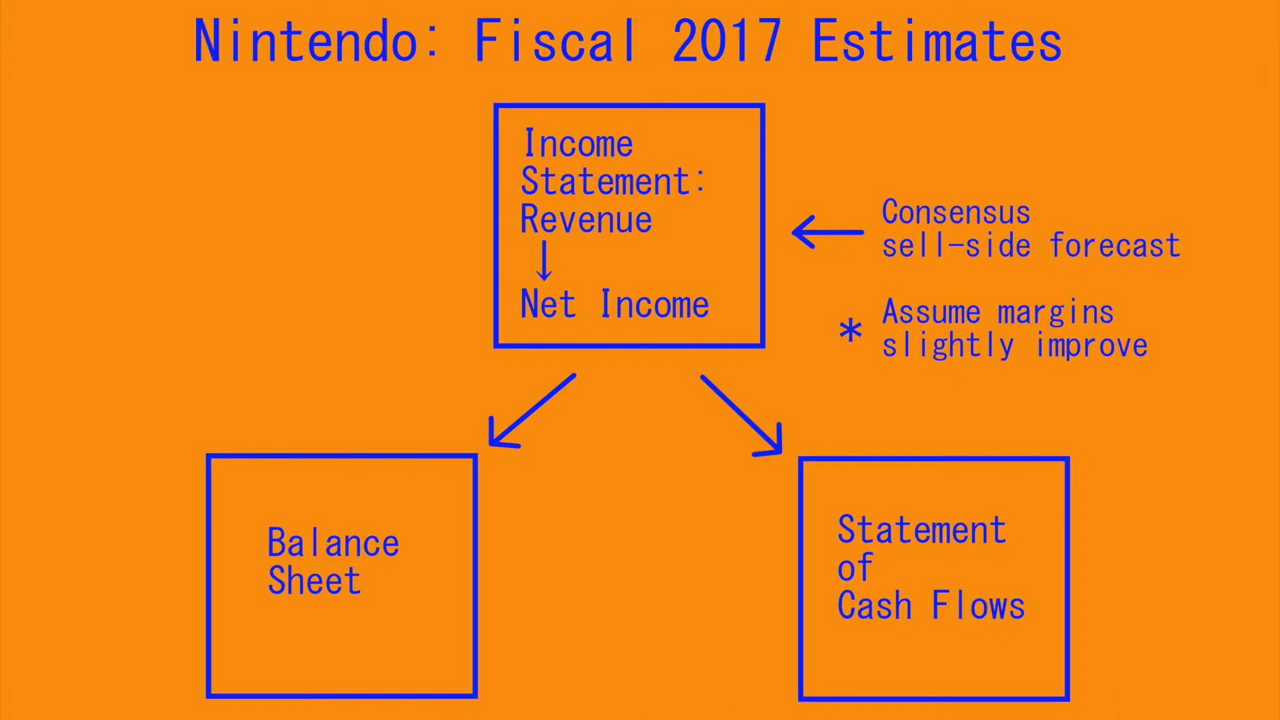 Nintendo: Fiscal 2017 Estimates
Income
Statement:
Revenue
↓
Net Income
Consensus
sell-side forecast
* Assume margins
slightly improve
Balance
Sheet
Statement
of
Cash Flows